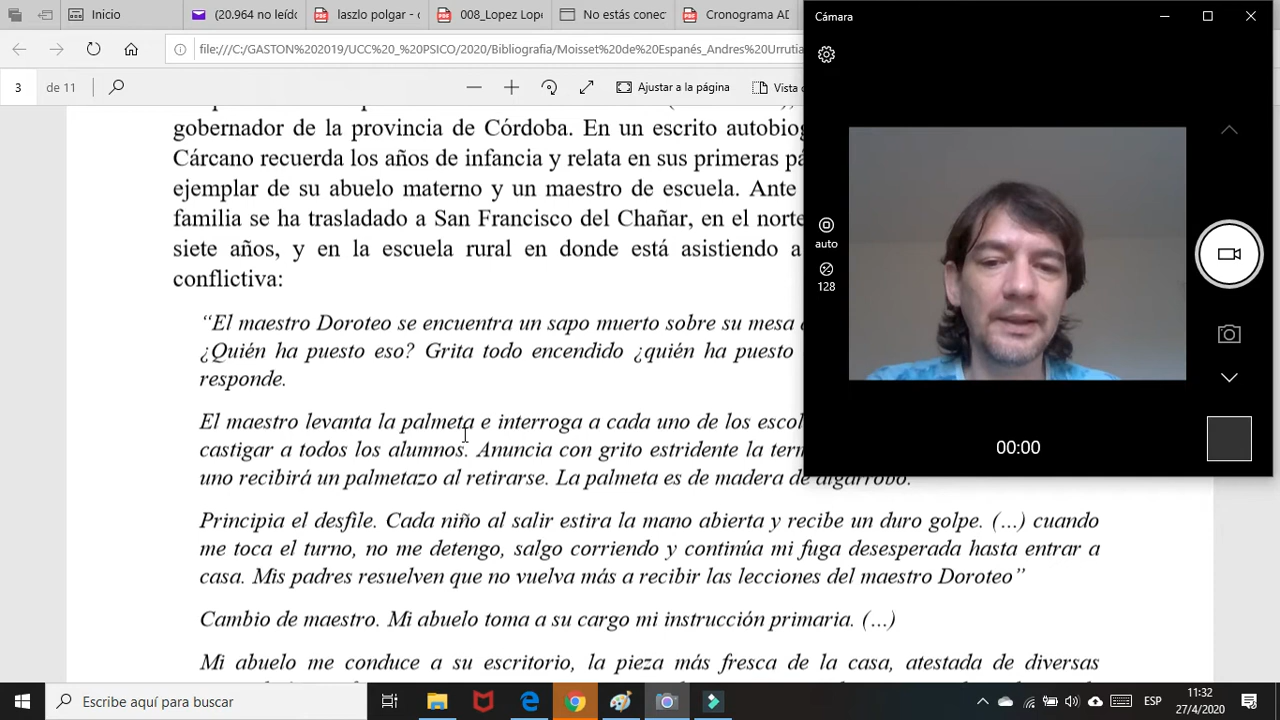 Inicio
(20.964 no leído
laszlo polgar - c
008_Lopez Lope
No estás conec
Cronograma AD
Cámara
file:///C:/GASTON%202019/UCC%20_%20PSICO/2020/Bibliografia/Moisset%20de%20Espanés_Andres%20Urrutia
3
de 11
Ajustar a la página
Vista d
gobernador de la provincia de Córdoba. En un escrito autobiog
Cárcano recuerda los años de infancia y relata en sus primeras pá
ejemplar de su abuelo materno y un maestro de escuela. Ante
familia se ha trasladado a San Francisco del Chañar, en el norte
siete años, y en la escuela rural en donde está asistiendo a
conflictiva:
“El maestro Doroteo se encuentra un sapo muerto sobre su mesa
¿Quién ha puesto eso? Grita todo encendido ¿quién ha puesto
responde.
El maestro levanta la palmeta e interroga a cada uno de los escol
castigar a todos los alumnos. Anuncia con grito estridente la term
uno recibirá un palmetazo al retirarse. La palmeta es de madera de algarrobo.
Principia el desfile. Cada niño al salir estira la mano abierta y recibe un duro golpe. (…) cuando
me toca el turno, no me detengo, salgo corriendo y continúa mi fuga desesperada hasta entrar a
casa. Mis padres resuelven que no vuelva más a recibir las lecciones del maestro Doroteo”
Cambio de maestro. Mi abuelo toma a su cargo mi instrucción primaria. (…)
Mi abuelo me conduce a su escritorio, la pieza más fresca de la casa, atestada de diversas
auto
128
00:00
Escribe aquí para buscar
ESP
11:32
27/4/2020